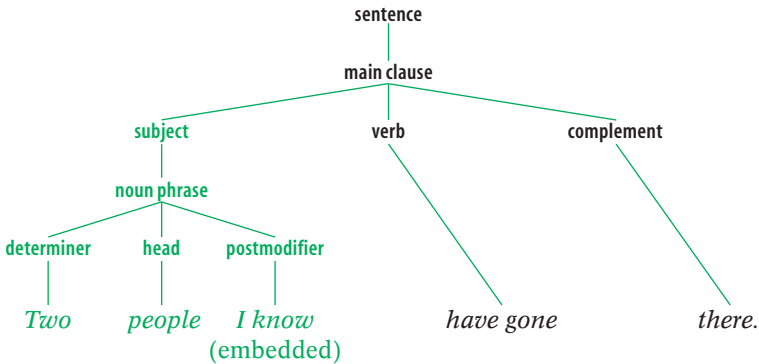 sentence
main clause
subject verb complement
noun phrase
determiner head postmodifier
Two people I know have gone there.
(embedded)